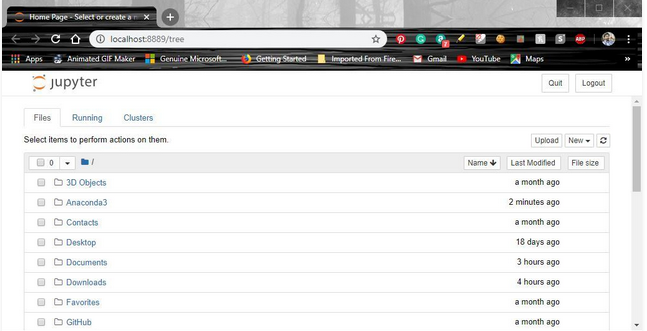 Home Page - Select or create a n
localhost:8889/tree
Apps Animated GIF Maker Genuine Microsoft... Getting Started Imported From Fire... Gmail YouTube Maps »
jupyter Quit Logout
Files Running Clusters
Select items to perform actions on them. Upload New
0 / Name Last Modified File size
3D Objects a month ago
Anaconda3 2 minutes ago
Contacts a month ago
Desktop 18 days ago
Documents 3 hours ago
Downloads 4 hours ago
Favorites a month ago
GitHub a month ago